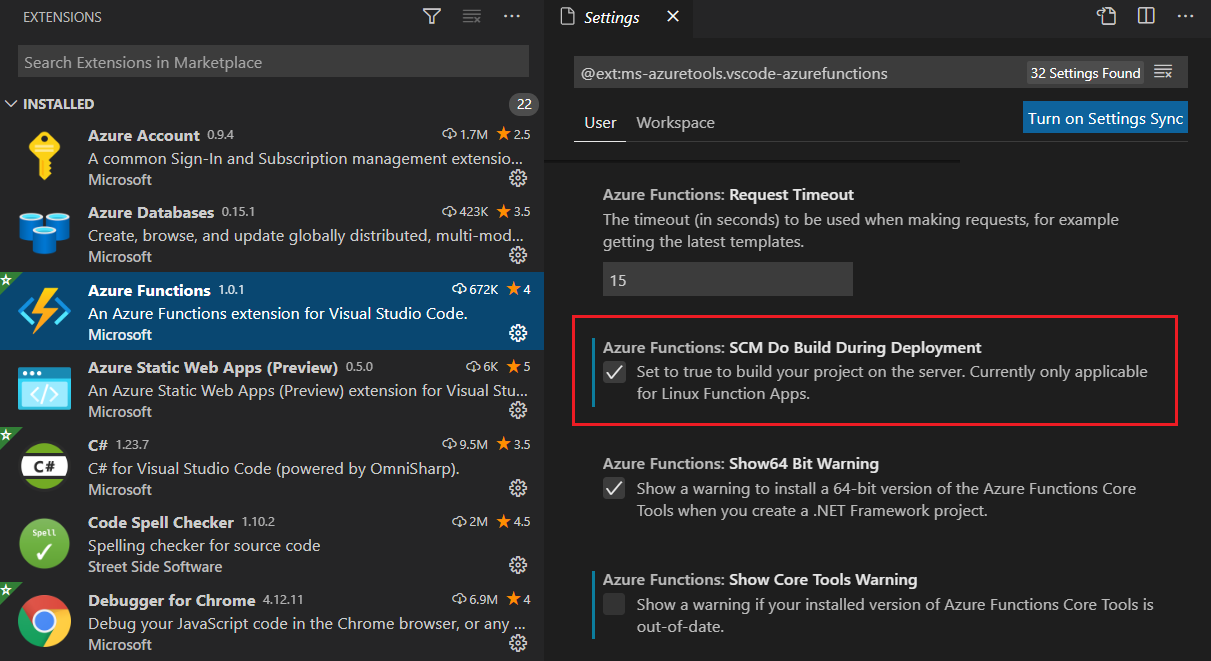 EXTENSIONS
Search Extensions in Marketplace
INSTALLED 22
Azure Account 0.9.4 1.7M 2.5
A common Sign-In and Subscription management extensio...
Microsoft
Azure Databases 0.15.1 423K 3.5
Create, browse, and update globally distributed, multi-mod...
Microsoft
Azure Functions 1.0.1 672K 4
An Azure Functions extension for Visual Studio Code.
Microsoft
Azure Static Web Apps (Preview) 0.5.0 6K 5
An Azure Static Web Apps (Preview) extension for Visual Stu...
Microsoft
C#
C# 1.23.7 9.5M 3.5
C# for Visual Studio Code (powered by OmniSharp).
Microsoft
Spell
Code Spell Checker 1.10.2 2M 4.5
Spelling checker for source code
Street Side Software
Debugger for Chrome 4.12.11 6.9M 4
Debug your JavaScript code in the Chrome browser, or any ...
Microsoft
Settings
@ext:ms-azuretools.vscode-azurefunctions 32 Settings Found
User Workspace Turn on Settings Sync
Azure Functions: Request Timeout
The timeout (in seconds) to be used when making requests, for example
getting the latest templates.
15
Azure Functions: SCM Do Build During Deployment
Set to true to build your project on the server. Currently only applicable
for Linux Function Apps.
Azure Functions: Show64 Bit Warning
Show a warning to install a 64-bit version of the Azure Functions Core
Tools when you create a .NET Framework project.
Azure Functions: Show Core Tools Warning
Show a warning if your installed version of Azure Functions Core Tools is
out-of-date.